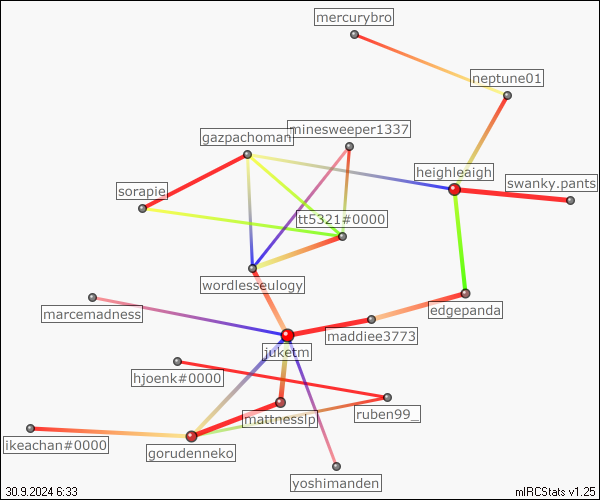 mercurybro
neptune01
minesweeper1337
gazpachoman
heighleaigh
swanky.pants
sorapie
tt5321#0000
wordlesseulogy
edgepanda
marcemadness
maddiee3773
juketm
hjoenk#0000
ruben99_
mattnesslp
ikeachan#0000
gorudenneko
yoshimanden
30.9.2024 6:33
mIRCStats v1.25